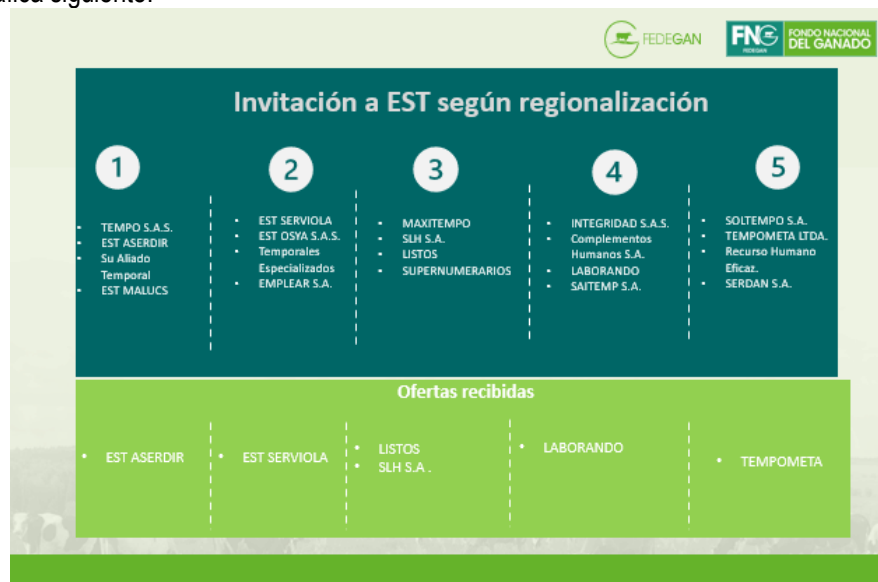 FEDEGAN
FNG
FEDEGAN
FONDO NACIONAL
DEL GANADO
Invitación a EST según regionalización
1
TEMPO S.A.S.
EST ASERDIR
Su Aliado
Temporal
EST MALUCS
2
EST SERVIOLA
EST OSYA S.A.S.
Temporales
Especializados
EMPLEAR S.A.
3
MAXITEMPO
SLH S.A.
LISTOS
SUPERNUMERARIOS
4
INTEGRIDAD S.A.S.
Complementos
Humanos S.A.
LABORANDO
SAITEMP S.A.
5
SOLTEMPO S.A.
TEMPOMETA LTDA.
Recurso Humano
Eficaz.
SERDAN S.A.
Ofertas recibidas
EST ASERDIR
EST SERVIOLA
LISTOS
SLH S.A .
LABORANDO
TEMPOMETA